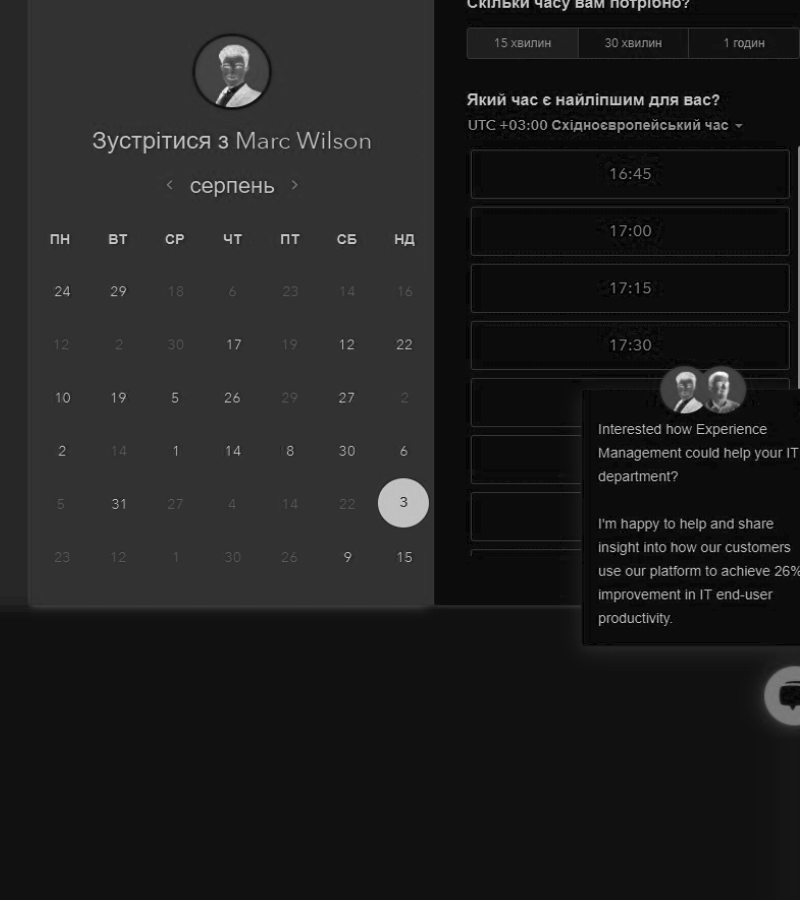 Зустрітися з Marc Wilson
серпень
ПН ВТ СР ЧТ ПТ СБ НД
24 29 18 6 23 14 16
12 2 30 17 19 12 22
10 19 5 26 29 27 2
2 14 1 14 8 30 6
5 31 27 4 14 22 3
23 12 1 30 26 9 15
Скільки часу вам потрібно?
15 хвилин 30 хвилин 1 годин
Який час є найліпшим для вас?
UTC +03:00 Східноєвропейський час
16:45
17:00
17:15
17:30
Interested how Experience
Management could help your IT
department?
I'm happy to help and share
insight into how our customers
use our platform to achieve 26%
improvement in IT end-user
productivity.